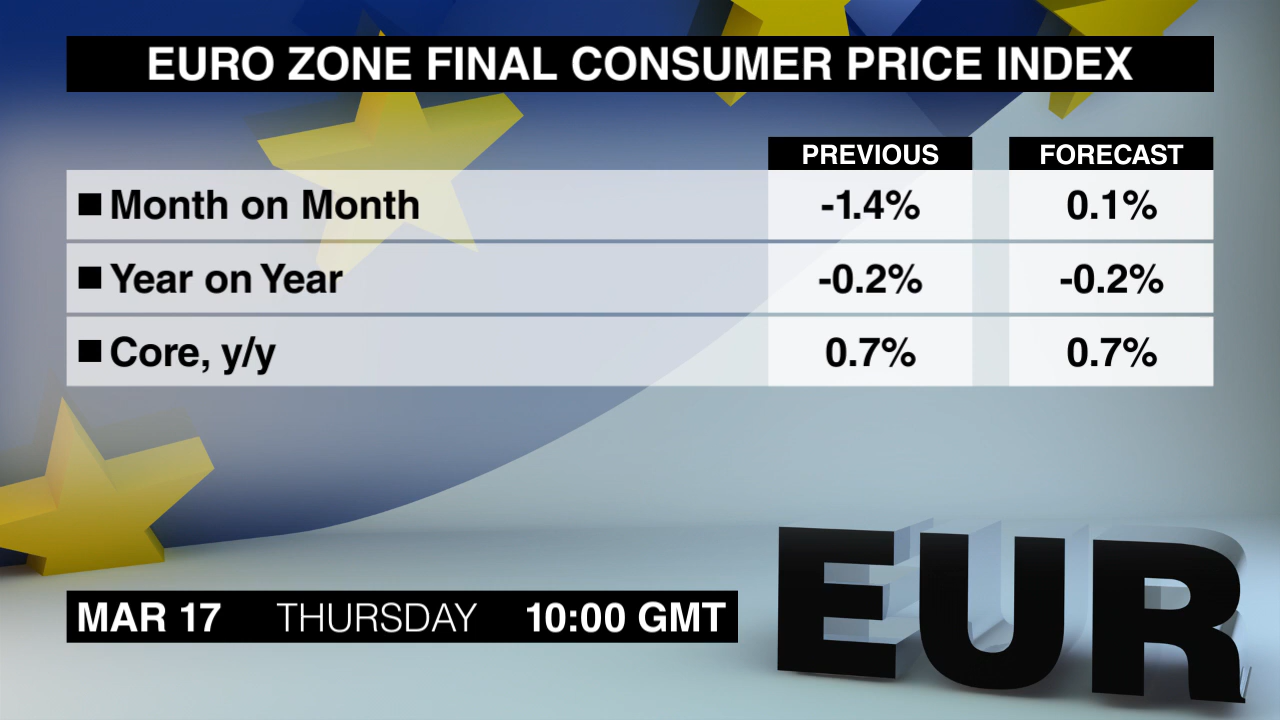 EURO ZONE FINAL CONSUMER PRICE INDEX
PREVIOUS FORECAST
Month on Month -1.4% 0.1%
Year on Year -0.2% -0.2%
Core, y/y 0.7% 0.7%
MAR 17 THURSDAY 10:00 GMT
EUR